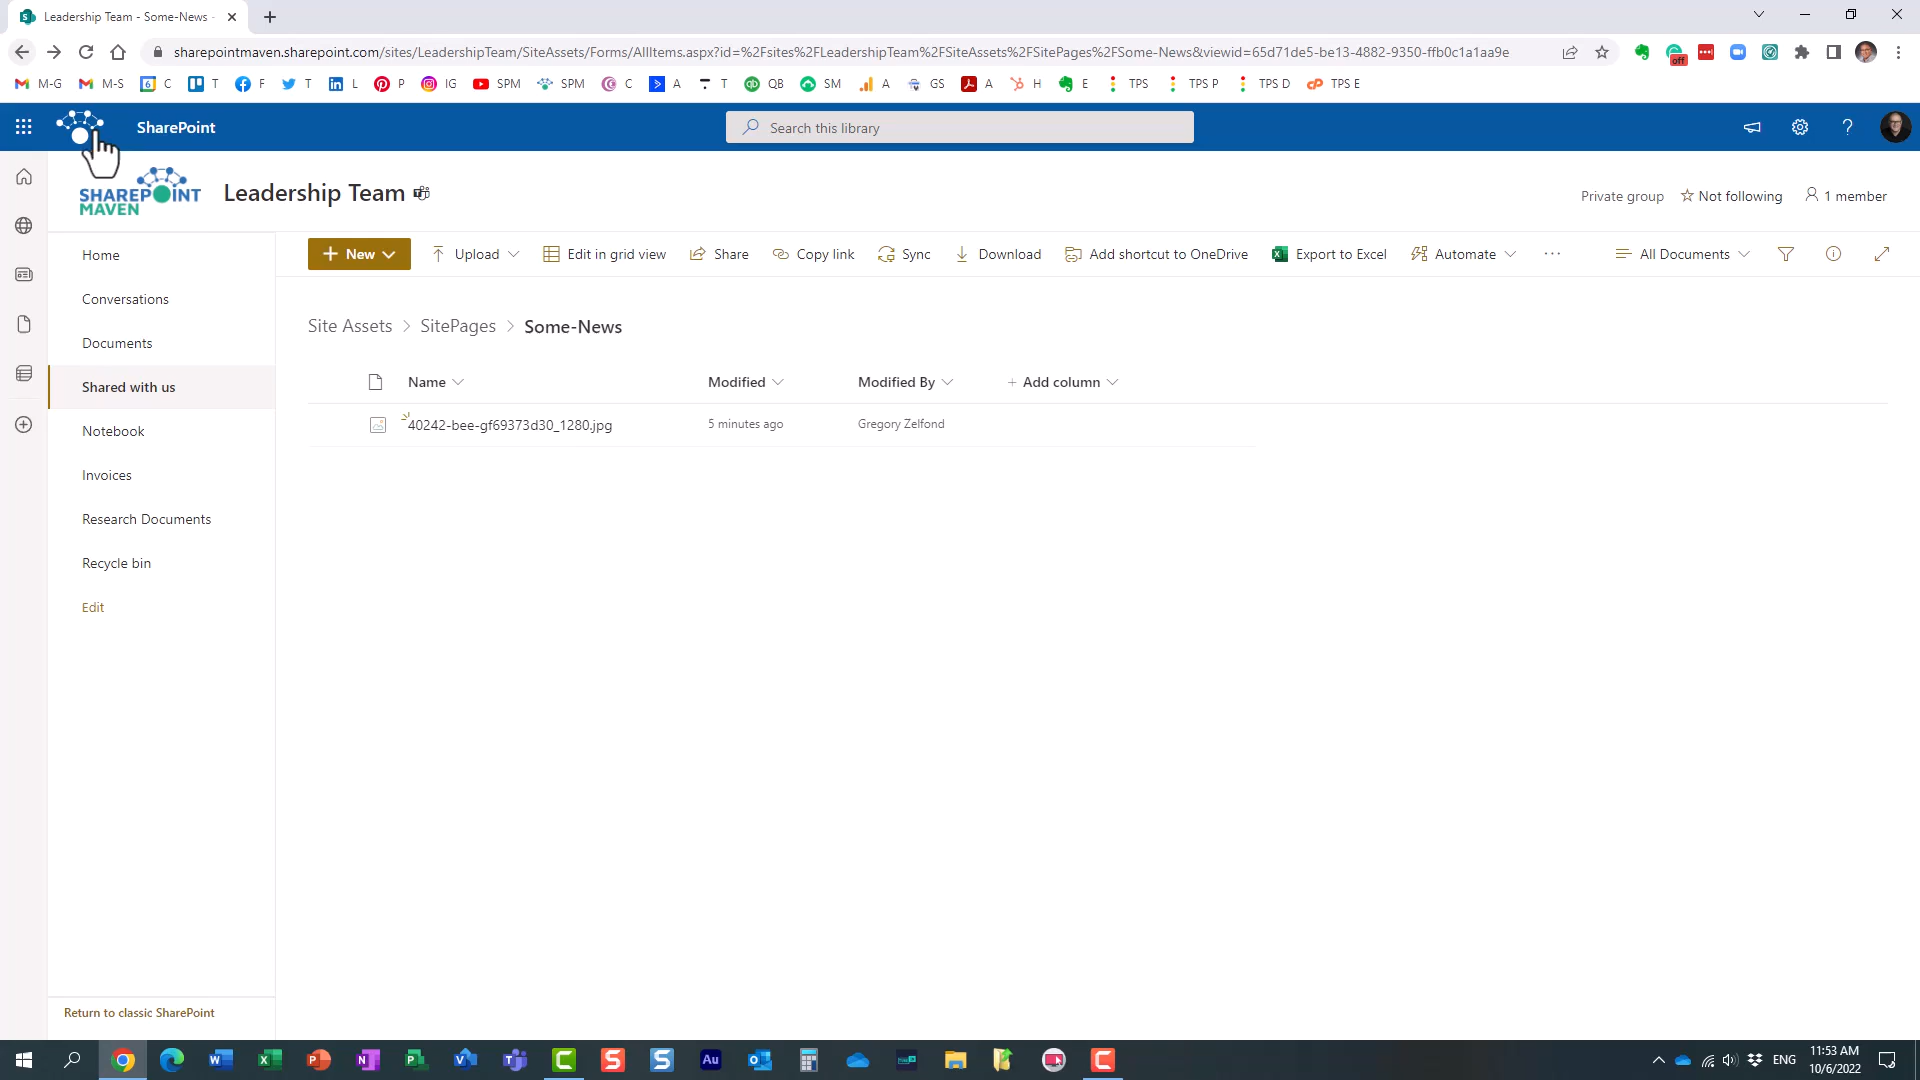 Leadership Team - Some-News -
sharepointmaven.sharepoint.com/sites/LeadershipTeam/SiteAssets/Forms/AllItems.aspx?id=%2Fsites%2FLeadershipTeam%2FSiteAssets%2FSitePages%2FSome-News&viewid=65d71de5-be13-4882-9350-ffb0c1a1aa9e
off
M-G M-S C T F T L P IG SPM SPM C A T QB SM A GS A H E TPS TPS P TPS D TPS E
SharePoint
Search this library
SHAREPOINT
MAVEN
Leadership Team
Private group
Not following
1 member
Home
Conversations
Documents
Shared with us
Notebook
Invoices
Research Documents
Recycle bin
Edit
Return to classic SharePoint
New
Upload
Edit in grid view
Share
Copy link
Sync
Download
Add shortcut to OneDrive
Export to Excel
Automate
All Documents
Site Assets > SitePages > Some-News
Name Modified Modified By + Add column
40242-bee-gf69373d30_1280.jpg 5 minutes ago Gregory Zelfond
ENG
11:53 AM
10/6/2022